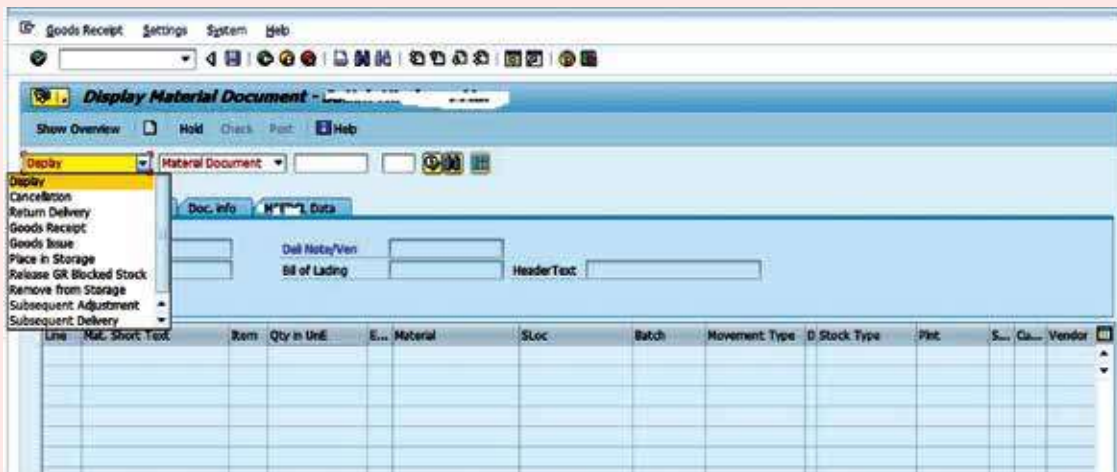 Goods Receipt Settings System Help
Display Material Document -
Show Overview Hold Check Post Help
Display Material Document
Display
Cancellation
Return Delivery
Goods Receipt
Goods Issue
Place in Storage
Release GR Blocked Stock
Remove from Storage
Subsequent Adjustment
Subsequent Delivery
Doc. info Data
Deli Note/Ven
Bill of Lading HeaderText
Line Mat. Short Text Item Qty in UnE E... Material SLoc Batch Movement Type D Stock Type Plnt S... Cu... Vendor